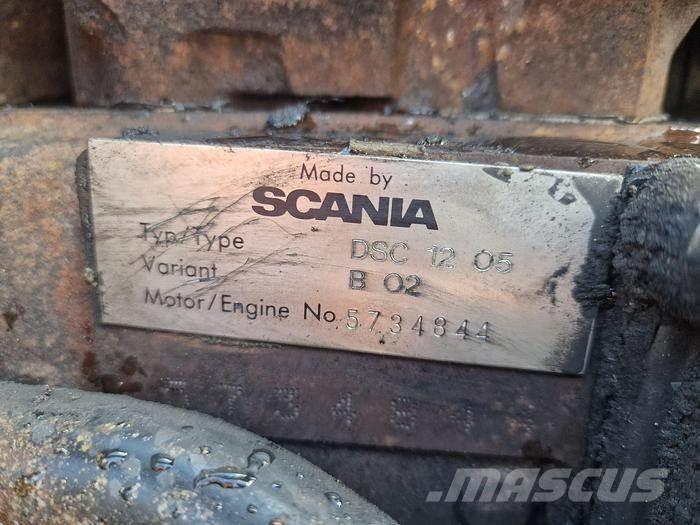 Made by
SCANIA
Typ/Type DSC 12 05
Variant B 02
Motor/Engine No 5734844
MASCUS